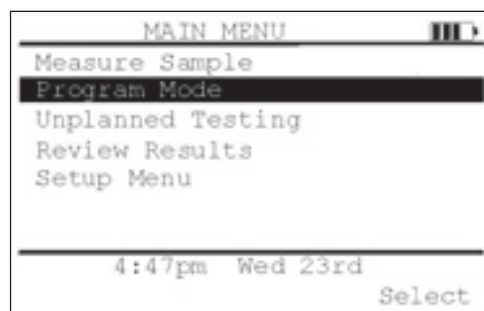 MAIN MENU
Measure Sample
Program Mode
Unplanned Testing
Review Results
Setup Menu
4:47pm Wed 23rd
Select